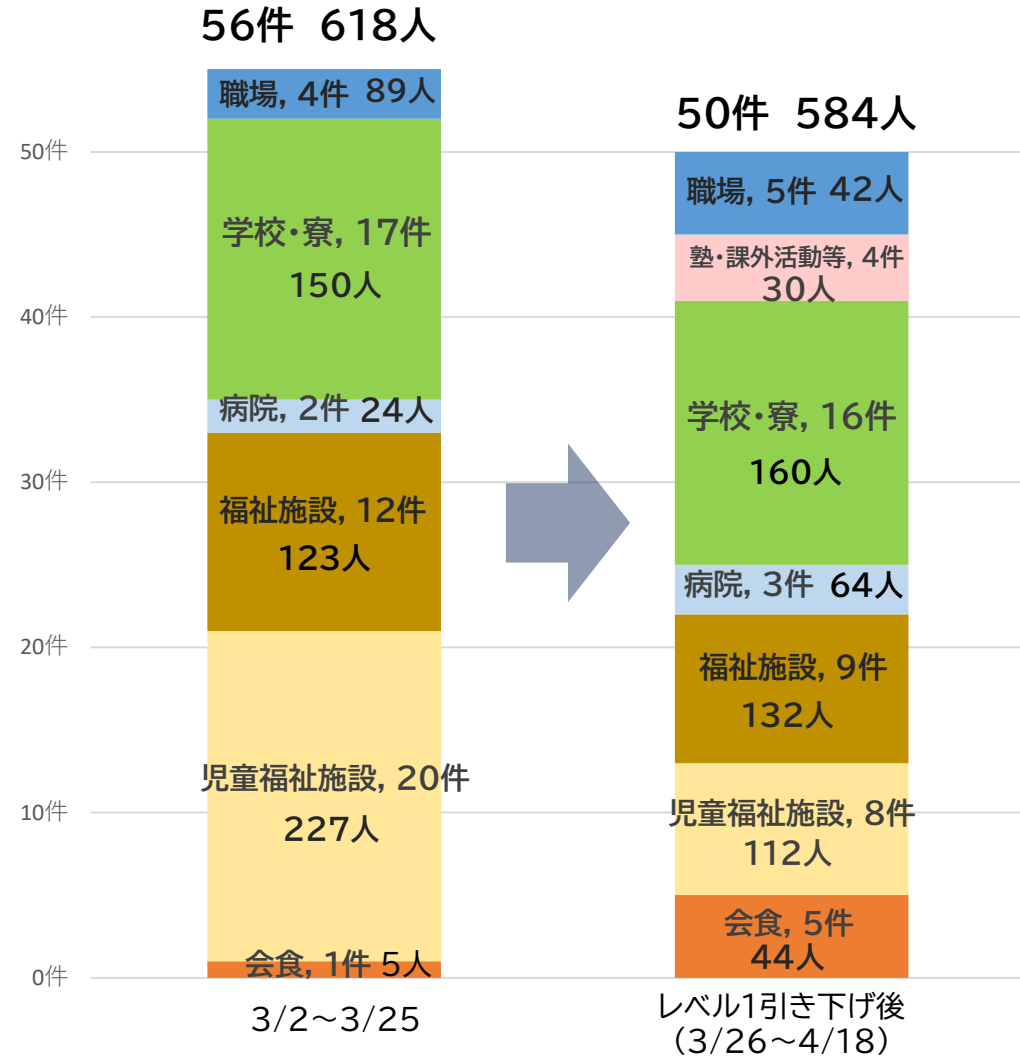 56件 618人
職場, 4件 89人
学校・寮, 17件
150人
病院, 2件 24人
福祉施設, 12件
123人
児童福祉施設, 20件
227人
会食, 1件 5人
3/2～3/25
50件 584人
職場, 5件 42人
塾・課外活動等, 4件
30人
学校・寮, 16件
160人
病院, 3件 64人
福祉施設, 9件
132人
児童福祉施設, 8件
112人
会食, 5件
44人
レベル1引き下げ後
（3/26～4/18）
50件
40件
30件
20件
10件
0件